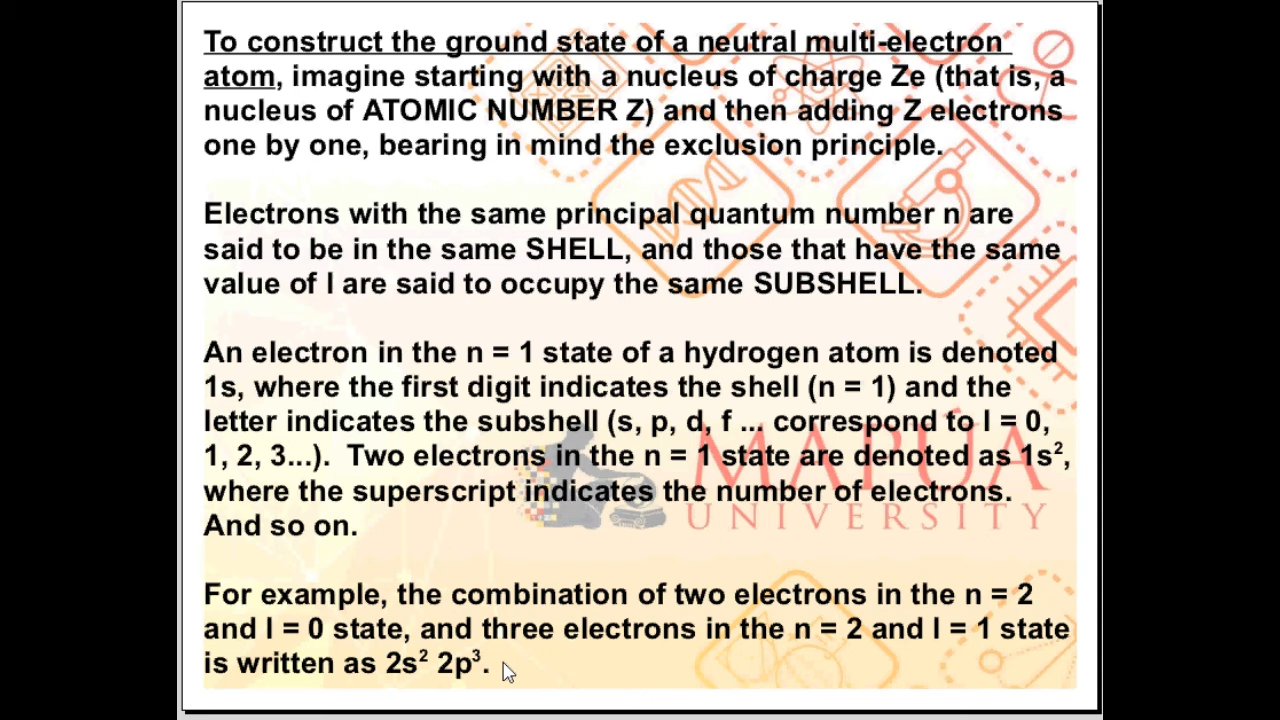 To construct the ground state of a neutral multi-electron
atom, imagine starting with a nucleus of charge Ze (that is, a
nucleus of ATOMIC NUMBER Z) and then adding Z electrons
one by one, bearing in mind the exclusion principle.
Electrons with the same principal quantum number n are
said to be in the same SHELL, and those that have the same
value of l are said to occupy the same SUBSHELL.
An electron in the n = 1 state of a hydrogen atom is denoted
1s, where the first digit indicates the shell (n = 1) and the
letter indicates the subshell (s, p, d, f ... correspond to l = 0,
1, 2, 3...). Two electrons in the n = 1 state are denoted as 1s²,
where the superscript indicates the number of electrons.
And so on.
For example, the combination of two electrons in the n = 2
and l = 0 state, and three electrons in the n = 2 and l = 1 state
is written as 2s² 2p³.
MAPÚA
UNIVERSITY